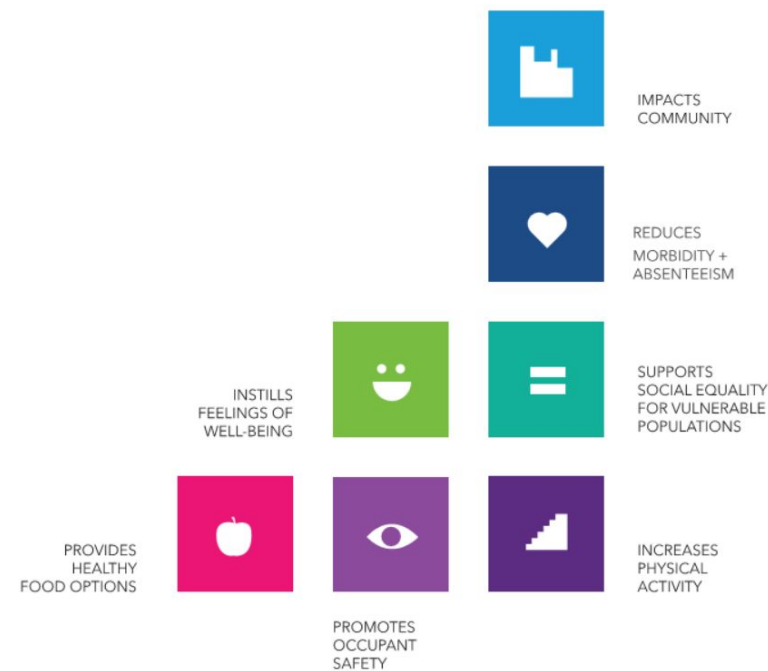 IMPACTS
COMMUNITY
REDUCES
MORBIDITY +
ABSENTEEISM
INSTILLS
FEELINGS OF
WELL-BEING
SUPPORTS
SOCIAL EQUALITY
FOR VULNERABLE
POPULATIONS
PROVIDES
HEALTHY
FOOD OPTIONS
PROMOTES
OCCUPANT
SAFETY
INCREASES
PHYSICAL
ACTIVITY